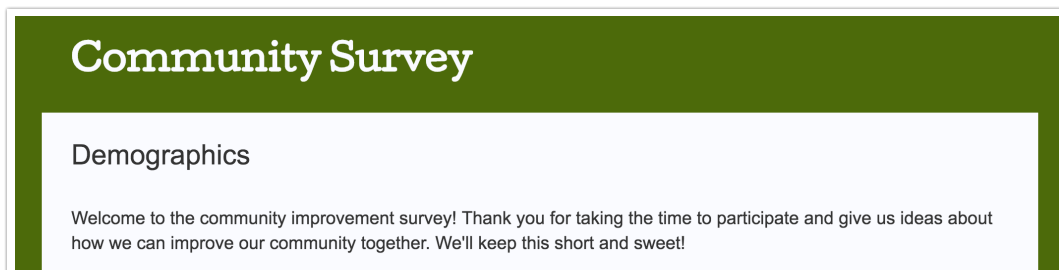 Community Survey
Demographics
Welcome to the community improvement survey! Thank you for taking the time to participate and give us ideas about
how we can improve our community together. We'll keep this short and sweet!